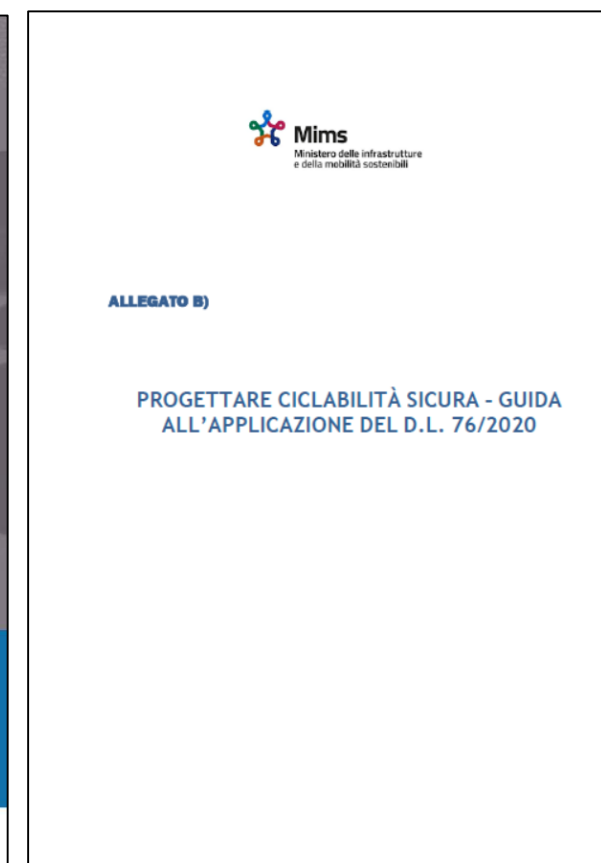 Mims
Ministero delle infrastrutture
e della mobilità sostenibili
ALLEGATO B)
PROGETTARE CICLABILITÀ SICURA - GUIDA
ALL'APPLICAZIONE DEL D.L. 76/2020